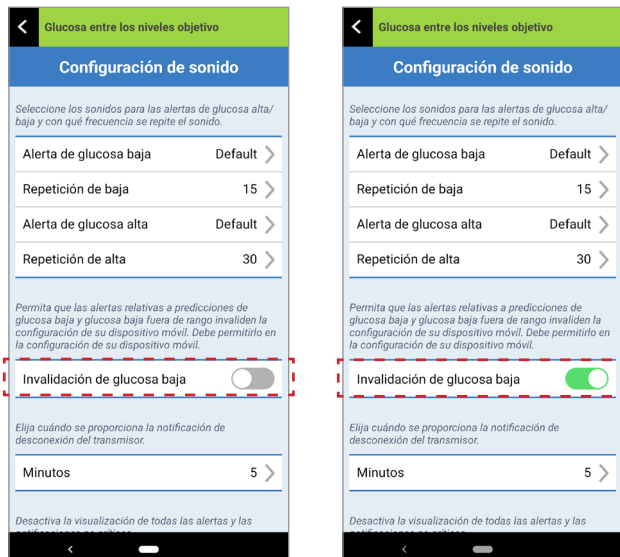 Glucosa entre los niveles objetivo
Configuración de sonido
Seleccione los sonidos para las alertas de glucosa alta/
baja y con qué frecuencia se repite el sonido.
Alerta de glucosa baja Default
Repetición de baja 15
Alerta de glucosa alta Default
Repetición de alta 30
Permita que las alertas relativas a predicciones de
glucosa baja y glucosa baja fuera de rango invaliden la
configuración de su dispositivo móvil. Debe permitirlo en
la configuración de su dispositivo móvil.
Invalidación de glucosa baja
Elija cuándo se proporciona la notificación de
desconexión del transmisor.
Minutos 5
Desactiva la visualización de todas las alertas y las
Glucosa entre los niveles objetivo
Configuración de sonido
Seleccione los sonidos para las alertas de glucosa alta/
baja y con qué frecuencia se repite el sonido.
Alerta de glucosa baja Default
Repetición de baja 15
Alerta de glucosa alta Default
Repetición de alta 30
Permita que las alertas relativas a predicciones de
glucosa baja y glucosa baja fuera de rango invaliden la
configuración de su dispositivo móvil. Debe permitirlo en
la configuración de su dispositivo móvil.
Invalidación de glucosa baja
Elija cuándo se proporciona la notificación de
desconexión del transmisor.
Minutos 5
Desactiva la visualización de todas las alertas y las